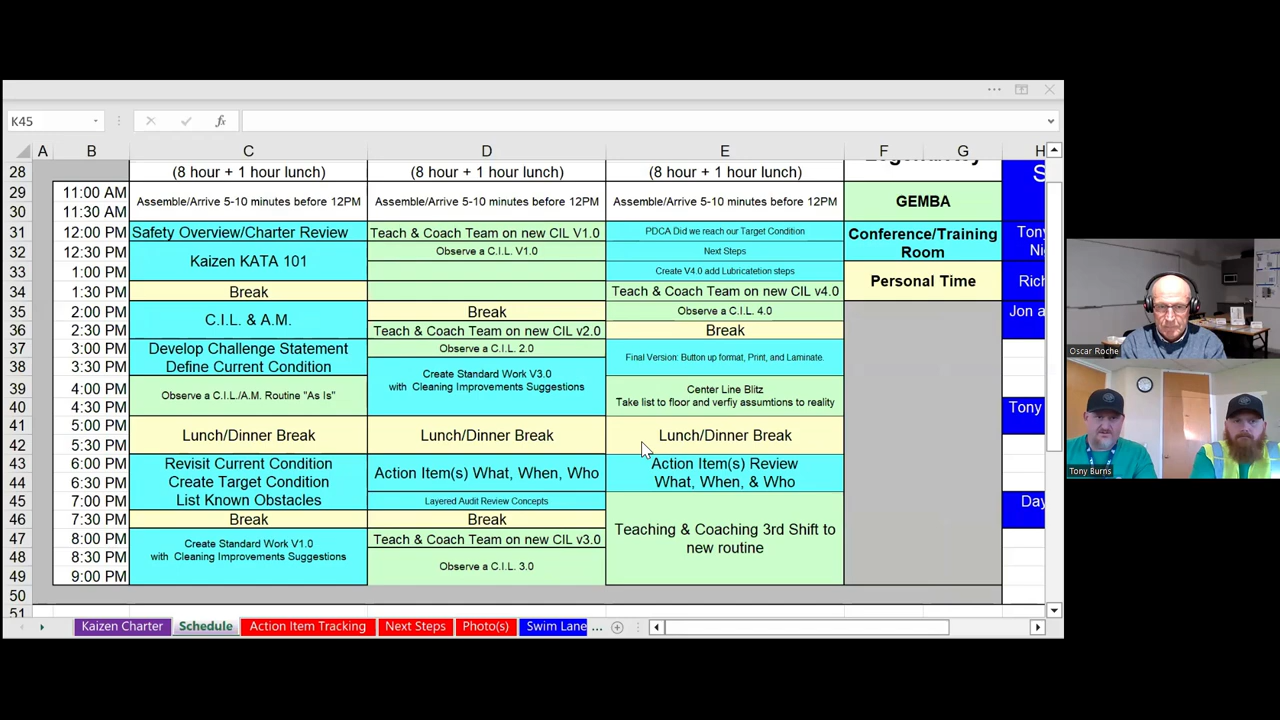 K45
fx
A B C D E F G H
28 (8 hour + 1 hour lunch) (8 hour + 1 hour lunch) (8 hour + 1 hour lunch)
29 11:00 AM
Assemble/Arrive 5-10 minutes before 12PM Assemble/Arrive 5-10 minutes before 12PM Assemble/Arrive 5-10 minutes before 12PM GEMBA
30 11:30 AM
31 12:00 PM Safety Overview/Charter Review Teach & Coach Team on new CIL V1.0 PDCA Did we reach our Target Condition Conference/Training Tony
32 12:30 PM Observe a C.I.L. V1.0 Next Steps Room
Kaizen KATA 101
33 1:00 PM Create V4.0 add Lubricatetion steps Personal Time Rich
34 1:30 PM Break Teach & Coach Team on new CIL v4.0
35 2:00 PM Break Observe a C.I.L. 4.0 Jon a
C.I.L. & A.M.
36 2:30 PM Teach & Coach Team on new CIL v2.0 Break
37 3:00 PM Develop Challenge Statement Observe a C.I.L. 2.0
Final Version: Button up format, Print, and Laminate.
38 3:30 PM Define Current Condition Create Standard Work V3.0
39 4:00 PM with Cleaning Improvements Suggestions Center Line Blitz
Observe a C.I.L./A.M. Routine "As Is"
40 4:30 PM Take list to floor and verfiy assumtions to reality Tony
41 5:00 PM
Lunch/Dinner Break Lunch/Dinner Break Lunch/Dinner Break
42 5:30 PM
43 6:00 PM Revisit Current Condition Action Item(s) What, When, Who Action Item(s) Review
44 6:30 PM Create Target Condition What, When, & Who
45 7:00 PM List Known Obstacles Layered Audit Review Concepts Day
46 7:30 PM Break Break Teaching & Coaching 3rd Shift to
47 8:00 PM Create Standard Work V1.0 Teach & Coach Team on new CIL v3.0 new routine
48 8:30 PM with Cleaning Improvements Suggestions Observe a C.I.L. 3.0
49 9:00 PM
50
51
Kaizen Charter Schedule Action Item Tracking Next Steps Photo(s) Swim Lane ...
Oscar Roche
Tony Burns